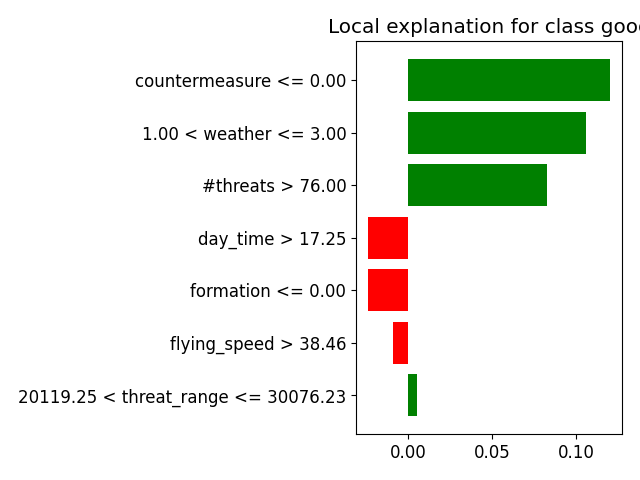 Local explanation for class good
countermeasure <= 0.00
1.00 < weather <= 3.00
#threats > 76.00
day_time > 17.25
formation <= 0.00
flying_speed > 38.46
20119.25 < threat_range <= 30076.23
0.00 0.05 0.10